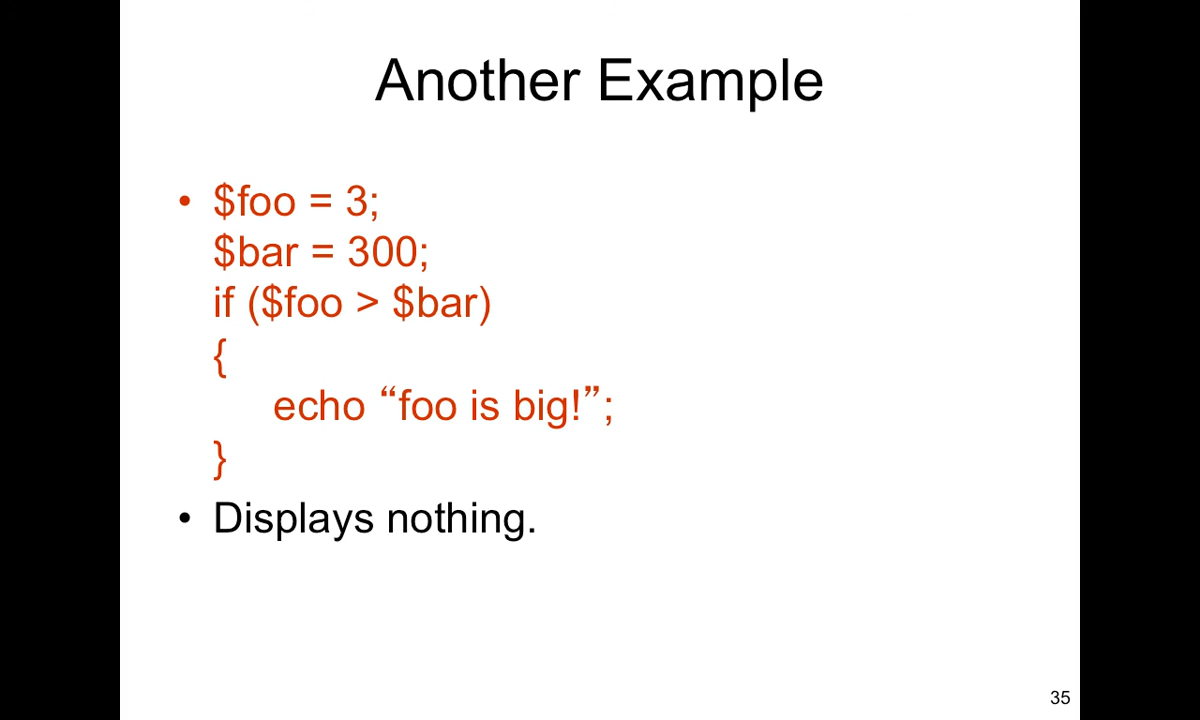 Another Example
• $foo = 3;
$bar = 300;
if ($foo > $bar)
{
echo “foo is big!”;
}
• Displays nothing.
35